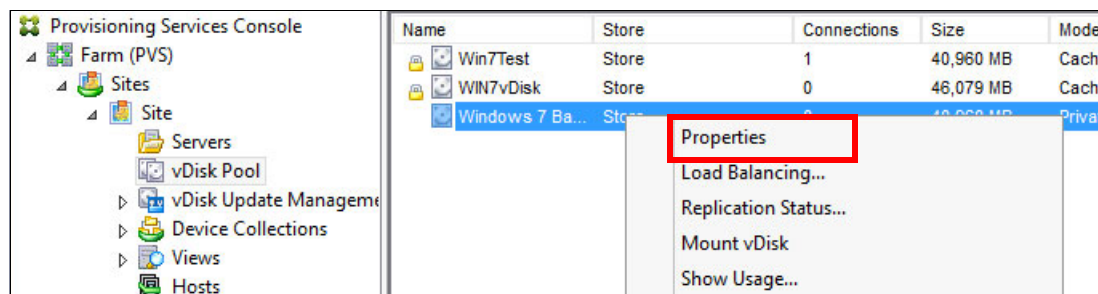 Provisioning Services Console
Farm (PVS)
Sites
Site
Servers
vDisk Pool
vDisk Update Manageme
Device Collections
Views
Hosts
Name Store Connections Size Mode
Win7Test Store 1 40,960 MB Cach
WIN7vDisk Store 0 46,079 MB Cach
Windows 7 Ba... Priva
Properties
Load Balancing...
Replication Status...
Mount vDisk
Show Usage...